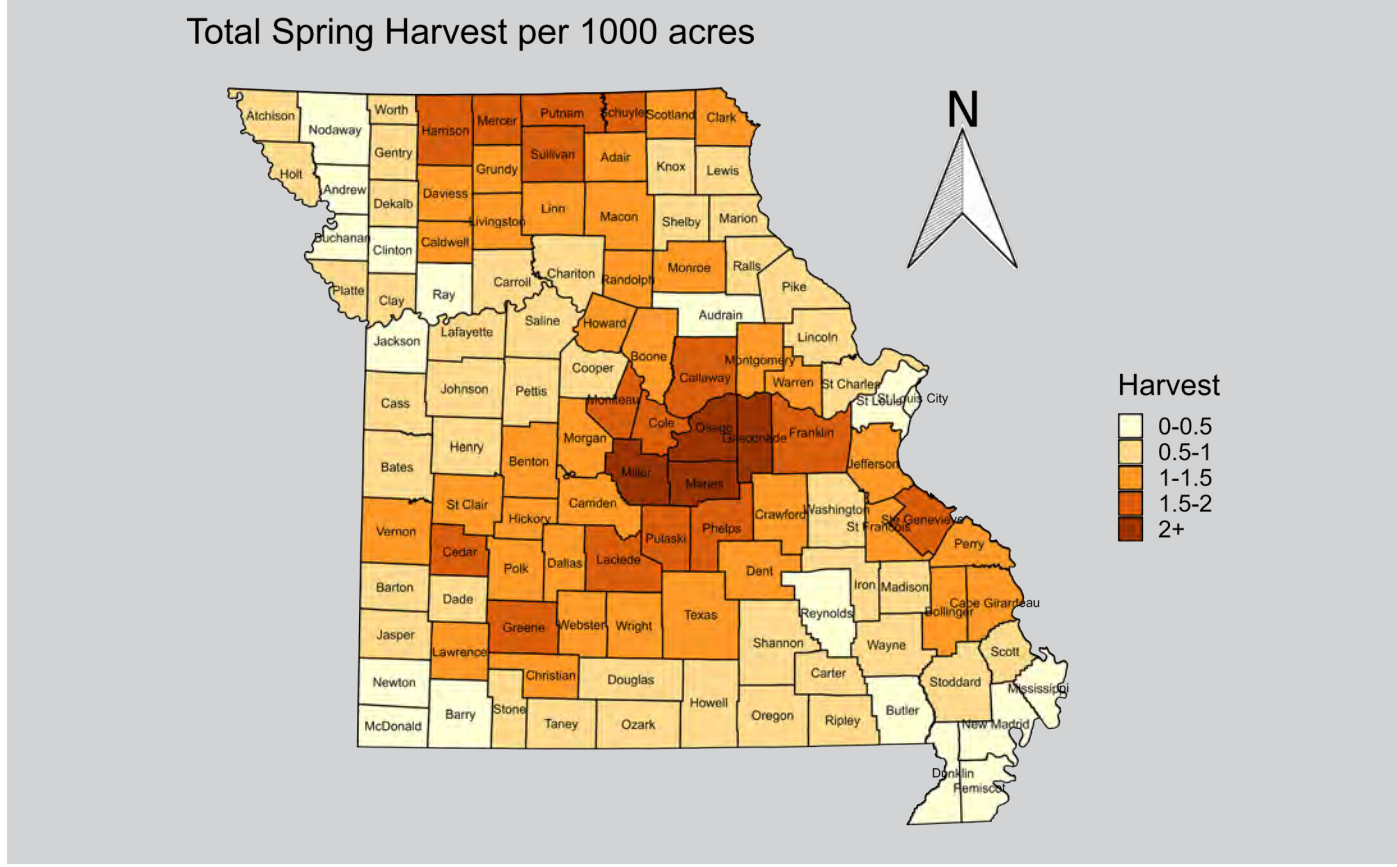 Total Spring Harvest per 1000 acres
N
Atchison
Nodaway
Worth
Harrison
Mercer
Putnam
Schuyler
Scotland
Clark
Gentry
Sullivan
Adair
Knox
Lewis
Holt
Andrew
Grundy
Daviess
Dekalb
Livingston
Linn
Macon
Shelby
Marion
Buchanan
Clinton
Caldwell
Platte
Clay
Ray
Carroll
Chariton
Randolph
Monroe
Ralls
Pike
Audrain
Jackson
Lafayette
Saline
Howard
Boone
Lincoln
Montgomery
Cooper
Callaway
Warren
St Charles
St Louis
St Louis City
Cass
Johnson
Pettis
Moniteau
Cole
Osage
Gasconade
Franklin
Jefferson
Henry
Morgan
Benton
Bates
Miller
Maries
St Clair
Hickory
Camden
Pulaski
Phelps
Crawford
Washington
St Francois
Ste Genevieve
Perry
Vernon
Cedar
Polk
Dallas
Laclede
Dent
Iron
Madison
Bollinger
Cape Girardeau
Barton
Dade
Greene
Webster
Wright
Texas
Reynolds
Shannon
Wayne
Scott
Jasper
Lawrence
Christian
Douglas
Carter
Stoddard
Mississippi
Newton
Barry
Stone
Taney
Ozark
Howell
Oregon
Ripley
Butler
New Madrid
McDonald
Dunklin
Pemiscot
Harvest
0-0.5
0.5-1
1-1.5
1.5-2
2+